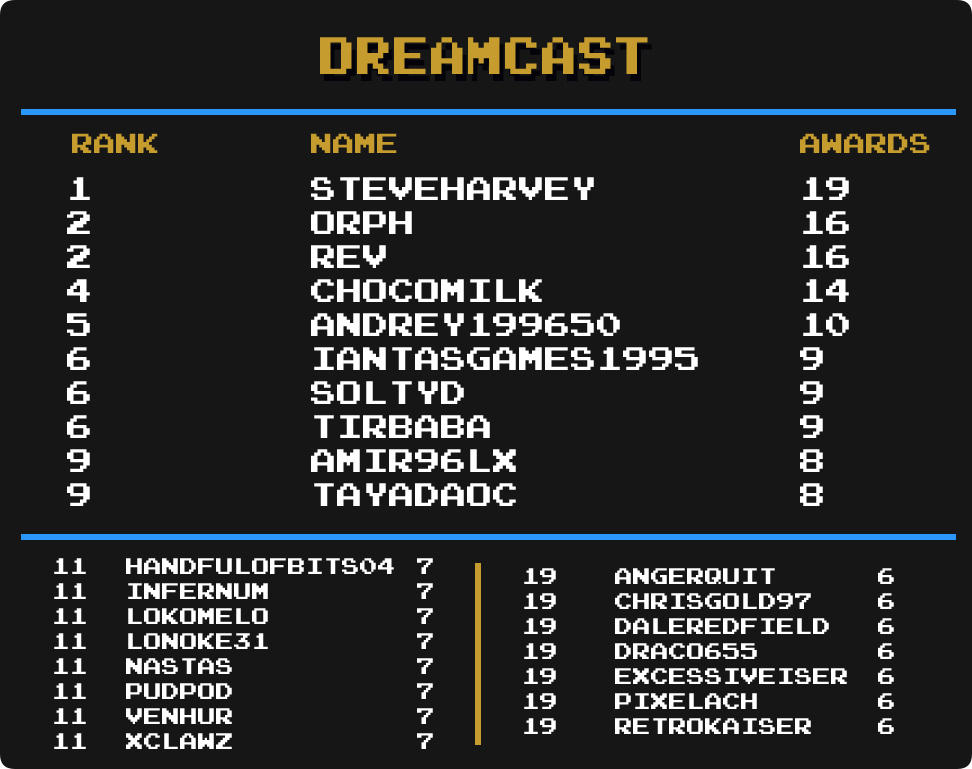 DREAMCAST
RANK NAME AWARDS
1 STEVEHARVEY 19
2 ORPH 16
2 REV 16
4 CHOCOMILK 14
5 ANDREY199650 10
6 IANTASGAMES1995 9
6 SOLTYD 9
6 TIRBABA 9
9 AMIR96LX 8
9 TAYADAOC 8
11 HANDFULOFBITS04 7
11 INFERNUM 7
11 LOKOMELO 7
11 LONOKE31 7
11 NASTAS 7
11 PUDPOD 7
11 VENHUR 7
11 XCLAWZ 7
19 ANGERQUIT 6
19 CHRISGOLD97 6
19 DALEREDFIELD 6
19 DRACO655 6
19 EXCESSIVEISER 6
19 PIXELACH 6
19 RETROKAISER 6